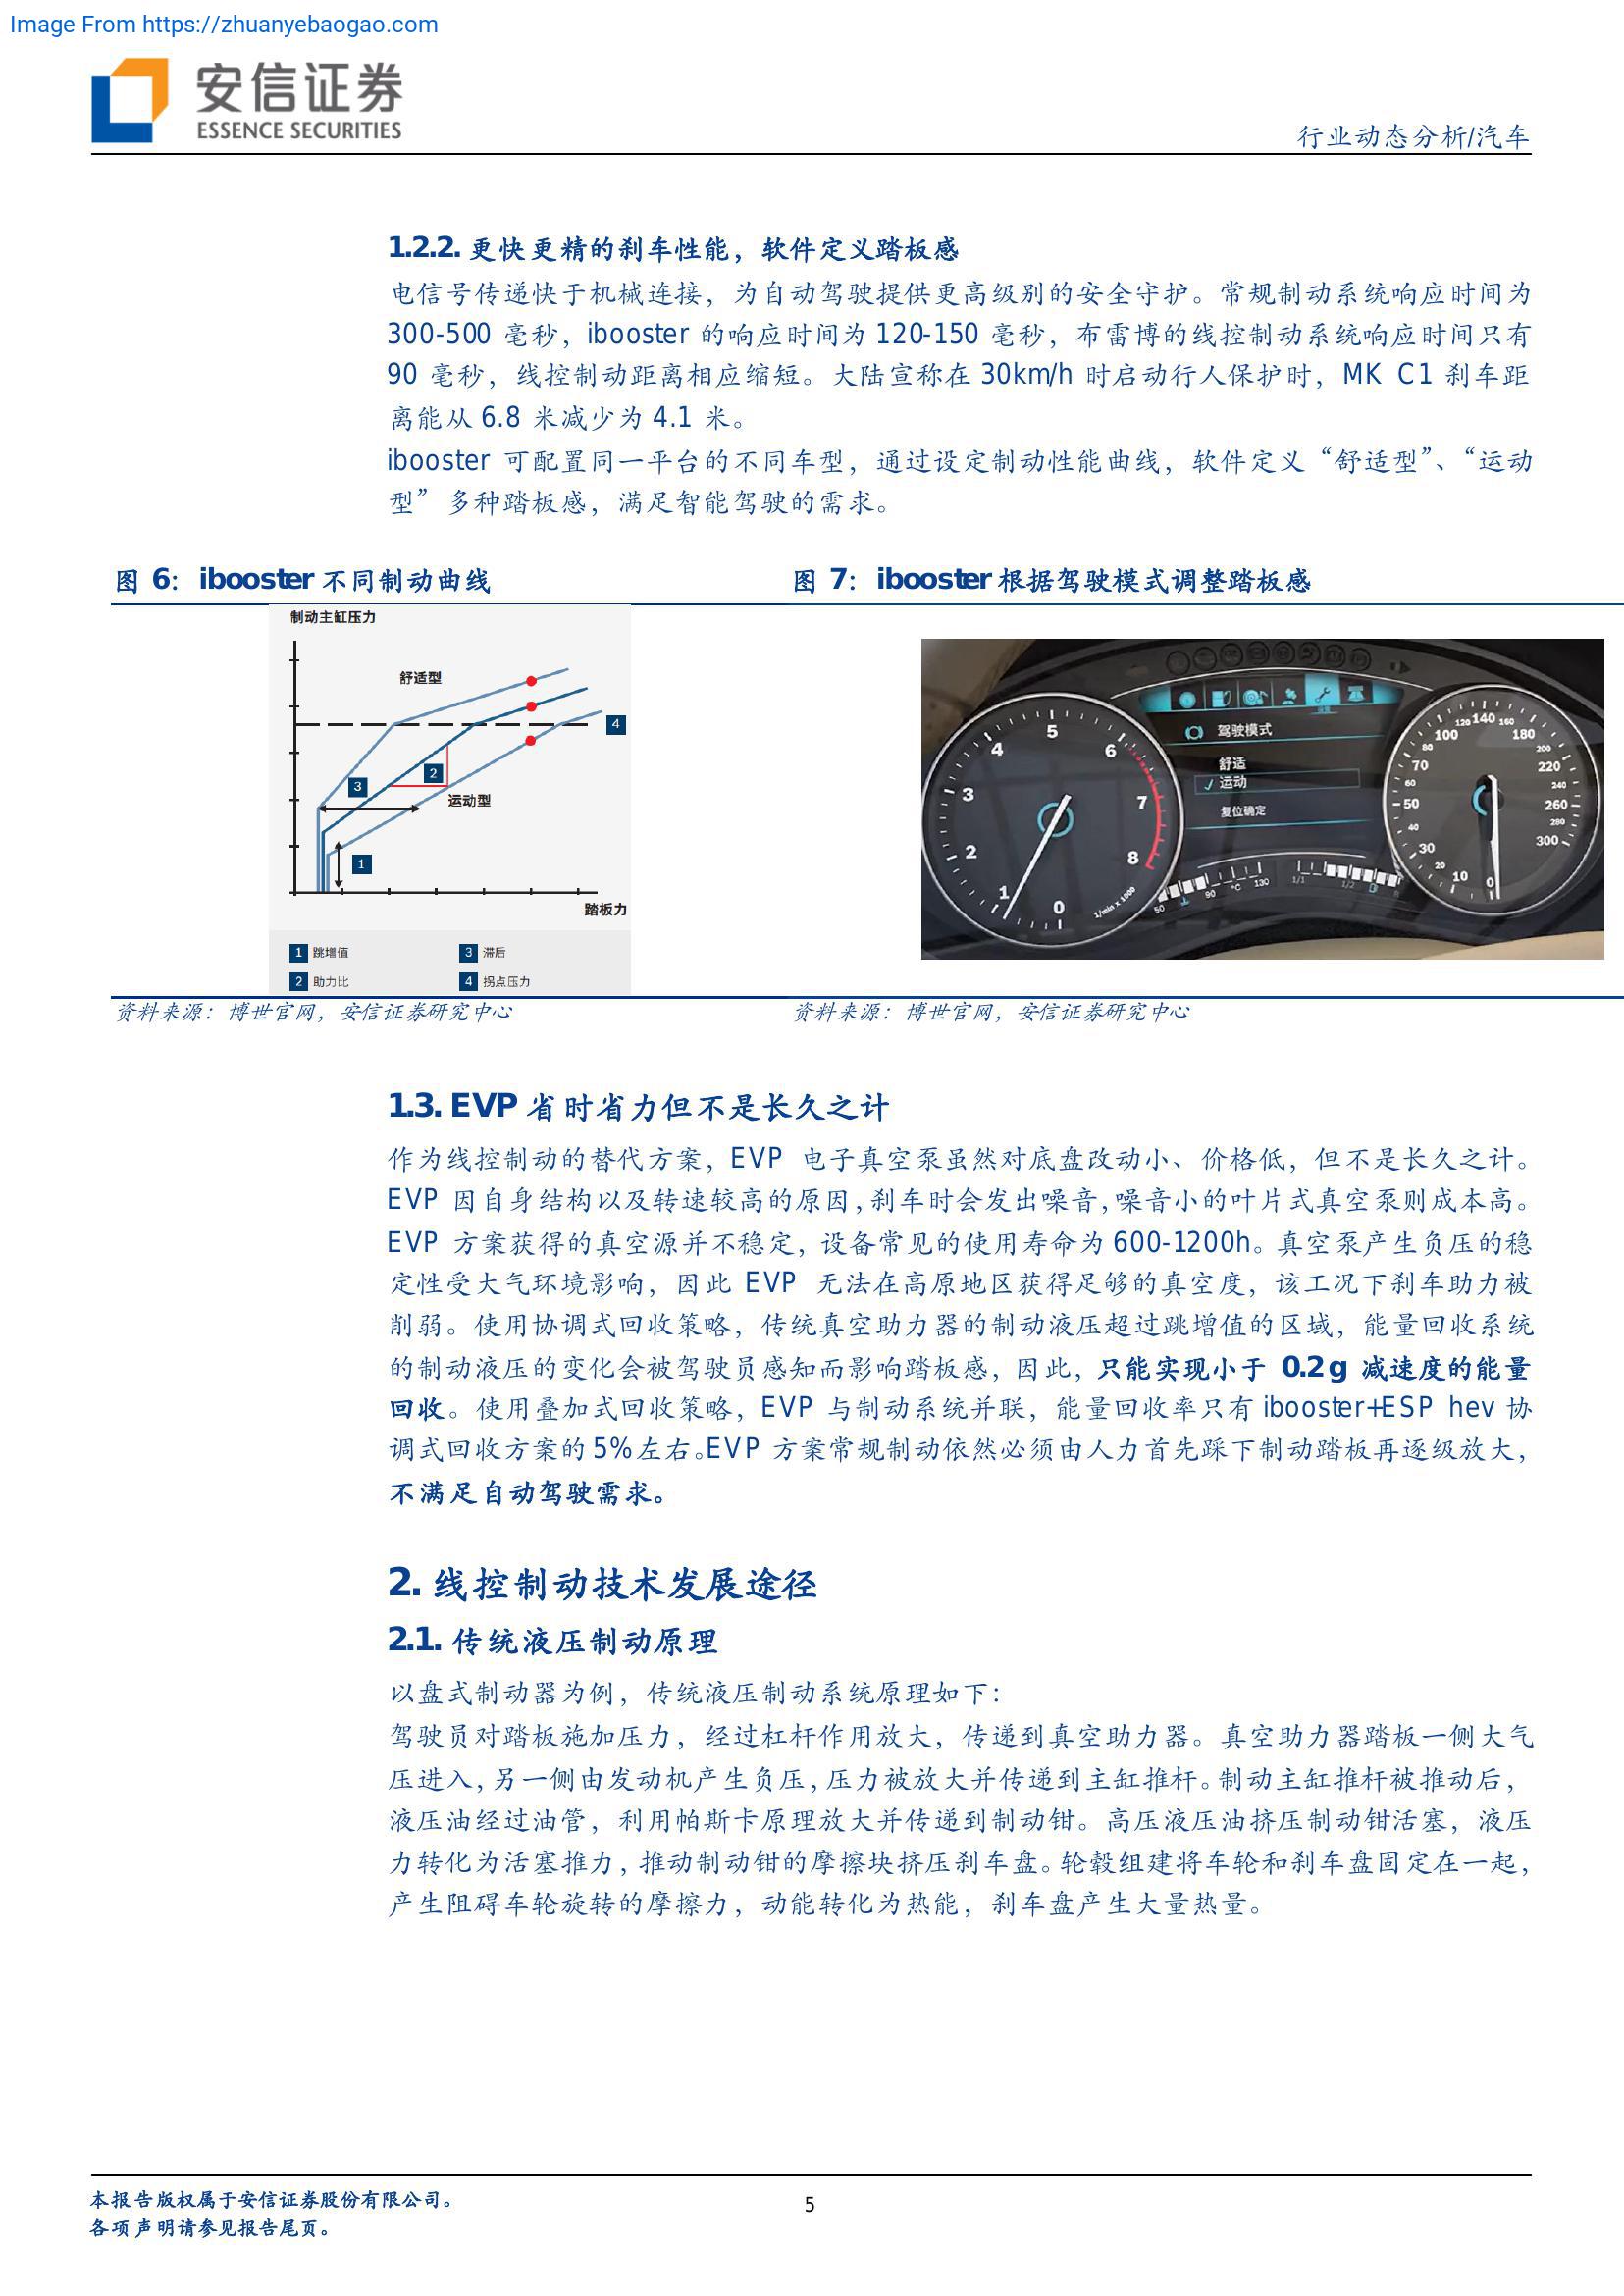 Image From https://zhuanyebaogao.com
安信证券
ESSENCE SECURITIES
行业动态分析/汽车
1.2.2. 更快更精的刹车性能，软件定义踏板感
电信号传递快于机械连接，为自动驾驶提供更高级别的安全守护。常规制动系统响应时间为
300-500 毫秒，ibooster 的响应时间为 120-150 毫秒，布雷博的线控制动系统响应时间只有
90 毫秒，线控制动距离相应缩短。大陆宣称在 30km/h 时启动行人保护时，MK C1 刹车距
离能从 6.8 米减少为 4.1 米。
ibooster 可配置同一平台的不同车型，通过设定制动性能曲线，软件定义“舒适型”、“运动
型”多种踏板感，满足智能驾驶的需求。
图 6：ibooster 不同制动曲线
制动主缸压力
舒适型
4
2
3
运动型
1
踏板力
1 跳增值
3 滞后
2 助力比
4 拐点压力
资料来源：博世官网，安信证券研究中心
图 7：ibooster 根据驾驶模式调整踏板感
驾驶模式
舒适
✓ 运动
复位确定
0
1
2
3
4
5
6
7
8
1/min x 1000
50
90
°C
130
1/1
1/2
0
10
20
30
40
50
60
70
80
100
120
140
160
180
200
220
240
260
280
300
资料来源：博世官网，安信证券研究中心
1.3. EVP 省时省力但不是长久之计
作为线控制动的替代方案，EVP 电子真空泵虽然对底盘改动小、价格低，但不是长久之计。
EVP 因自身结构以及转速较高的原因，刹车时会发出噪音，噪音小的叶片式真空泵则成本高。
EVP 方案获得的真空源并不稳定，设备常见的使用寿命为 600-1200h。真空泵产生负压的稳
定性受大气环境影响，因此 EVP 无法在高原地区获得足够的真空度，该工况下刹车助力被
削弱。使用协调式回收策略，传统真空助力器的制动液压超过跳增值的区域，能量回收系统
的制动液压的变化会被驾驶员感知而影响踏板感，因此，只能实现小于 0.2g 减速度的能量
回收。使用叠加式回收策略，EVP 与制动系统并联，能量回收率只有 ibooster+ESP hev 协
调式回收方案的 5%左右。EVP 方案常规制动依然必须由人力首先踩下制动踏板再逐级放大，
不满足自动驾驶需求。
2. 线控制动技术发展途径
2.1. 传统液压制动原理
以盘式制动器为例，传统液压制动系统原理如下：
驾驶员对踏板施加压力，经过杠杆作用放大，传递到真空助力器。真空助力器踏板一侧大气
压进入，另一侧由发动机产生负压，压力被放大并传递到主缸推杆。制动主缸推杆被推动后，
液压油经过油管，利用帕斯卡原理放大并传递到制动钳。高压液压油挤压制动钳活塞，液压
力转化为活塞推力，推动制动钳的摩擦块挤压刹车盘。轮毂组建将车轮和刹车盘固定在一起，
产生阻碍车轮旋转的摩擦力，动能转化为热能，刹车盘产生大量热量。
本报告版权属于安信证券股份有限公司。
各项声明请参见报告尾页。
5